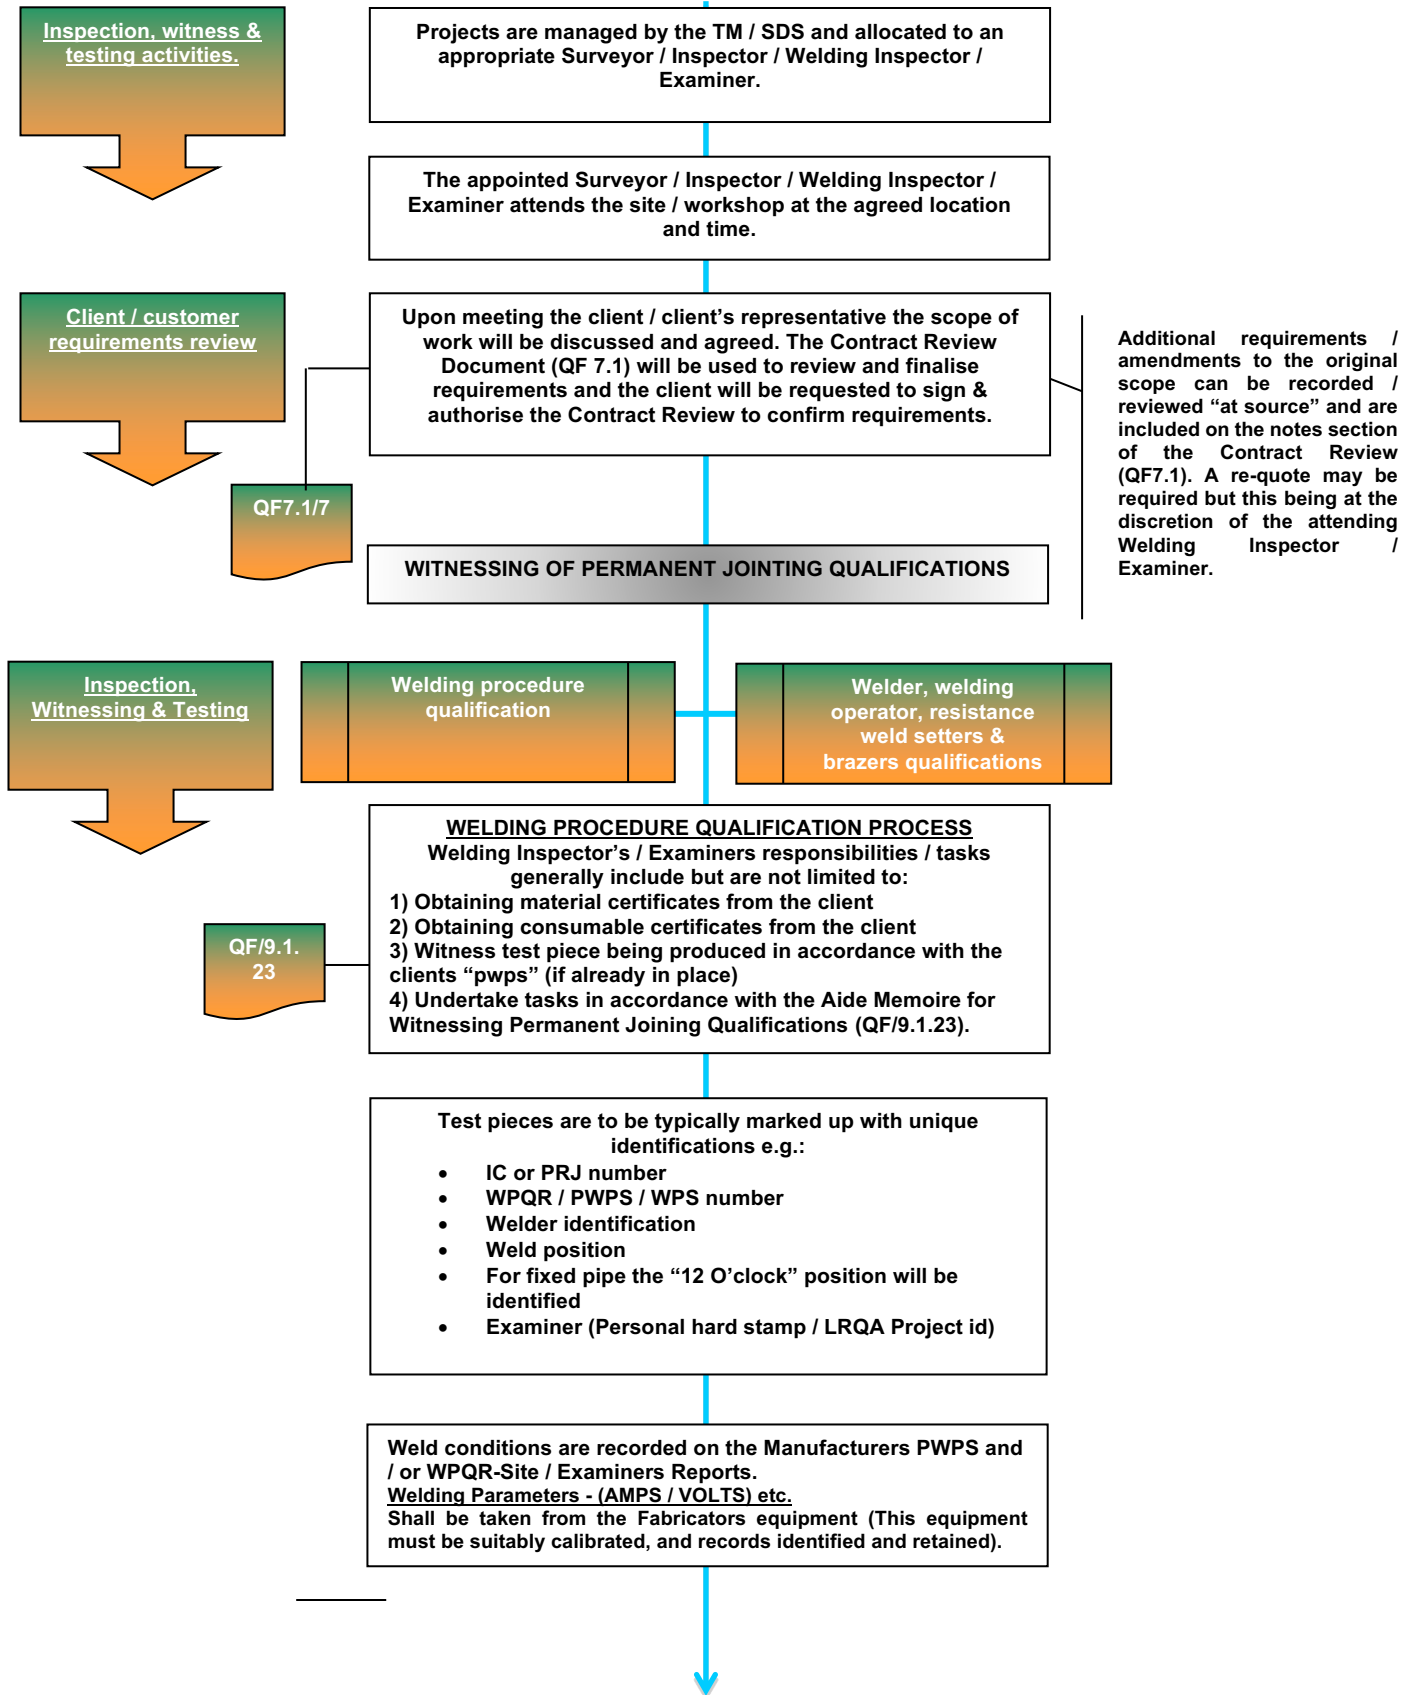 Inspection, witness &
testing activities.
Projects are managed by the TM / SDS and allocated to an
appropriate Surveyor / Inspector / Welding Inspector /
Examiner.
The appointed Surveyor / Inspector / Welding Inspector /
Examiner attends the site / workshop at the agreed location
and time.
Client / customer
requirements review
Upon meeting the client / client’s representative the scope of
work will be discussed and agreed. The Contract Review
Document (QF 7.1) will be used to review and finalise
requirements and the client will be requested to sign &
authorise the Contract Review to confirm requirements.
Additional requirements /
amendments to the original
scope can be recorded /
reviewed “at source” and are
included on the notes section
of the Contract Review
(QF7.1). A re-quote may be
required but this being at the
discretion of the attending
Welding Inspector /
Examiner.
QF7.1/7
WITNESSING OF PERMANENT JOINTING QUALIFICATIONS
Inspection,
Witnessing & Testing
Welding procedure
qualification
Welder, welding
operator, resistance
weld setters &
brazers qualifications
WELDING PROCEDURE QUALIFICATION PROCESS
Welding Inspector’s / Examiners responsibilities / tasks
generally include but are not limited to:
1) Obtaining material certificates from the client
2) Obtaining consumable certificates from the client
3) Witness test piece being produced in accordance with the
clients “pwps” (if already in place)
4) Undertake tasks in accordance with the Aide Memoire for
Witnessing Permanent Joining Qualifications (QF/9.1.23).
QF/9.1.
23
Test pieces are to be typically marked up with unique
identifications e.g.:
• IC or PRJ number
• WPQR / PWPS / WPS number
• Welder identification
• Weld position
• For fixed pipe the “12 O’clock” position will be
identified
• Examiner (Personal hard stamp / LRQA Project id)
Weld conditions are recorded on the Manufacturers PWPS and
/ or WPQR-Site / Examiners Reports.
Welding Parameters - (AMPS / VOLTS) etc.
Shall be taken from the Fabricators equipment (This equipment
must be suitably calibrated, and records identified and retained).